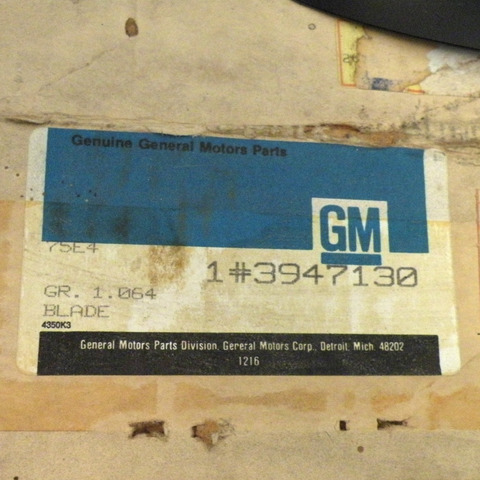 Genuine General Motors Parts
GM
75E4
1#3947130
GR. 1.064
BLADE
4350K3
General Motors Parts Division, General Motors Corp., Detroit, Mich. 48202
1216